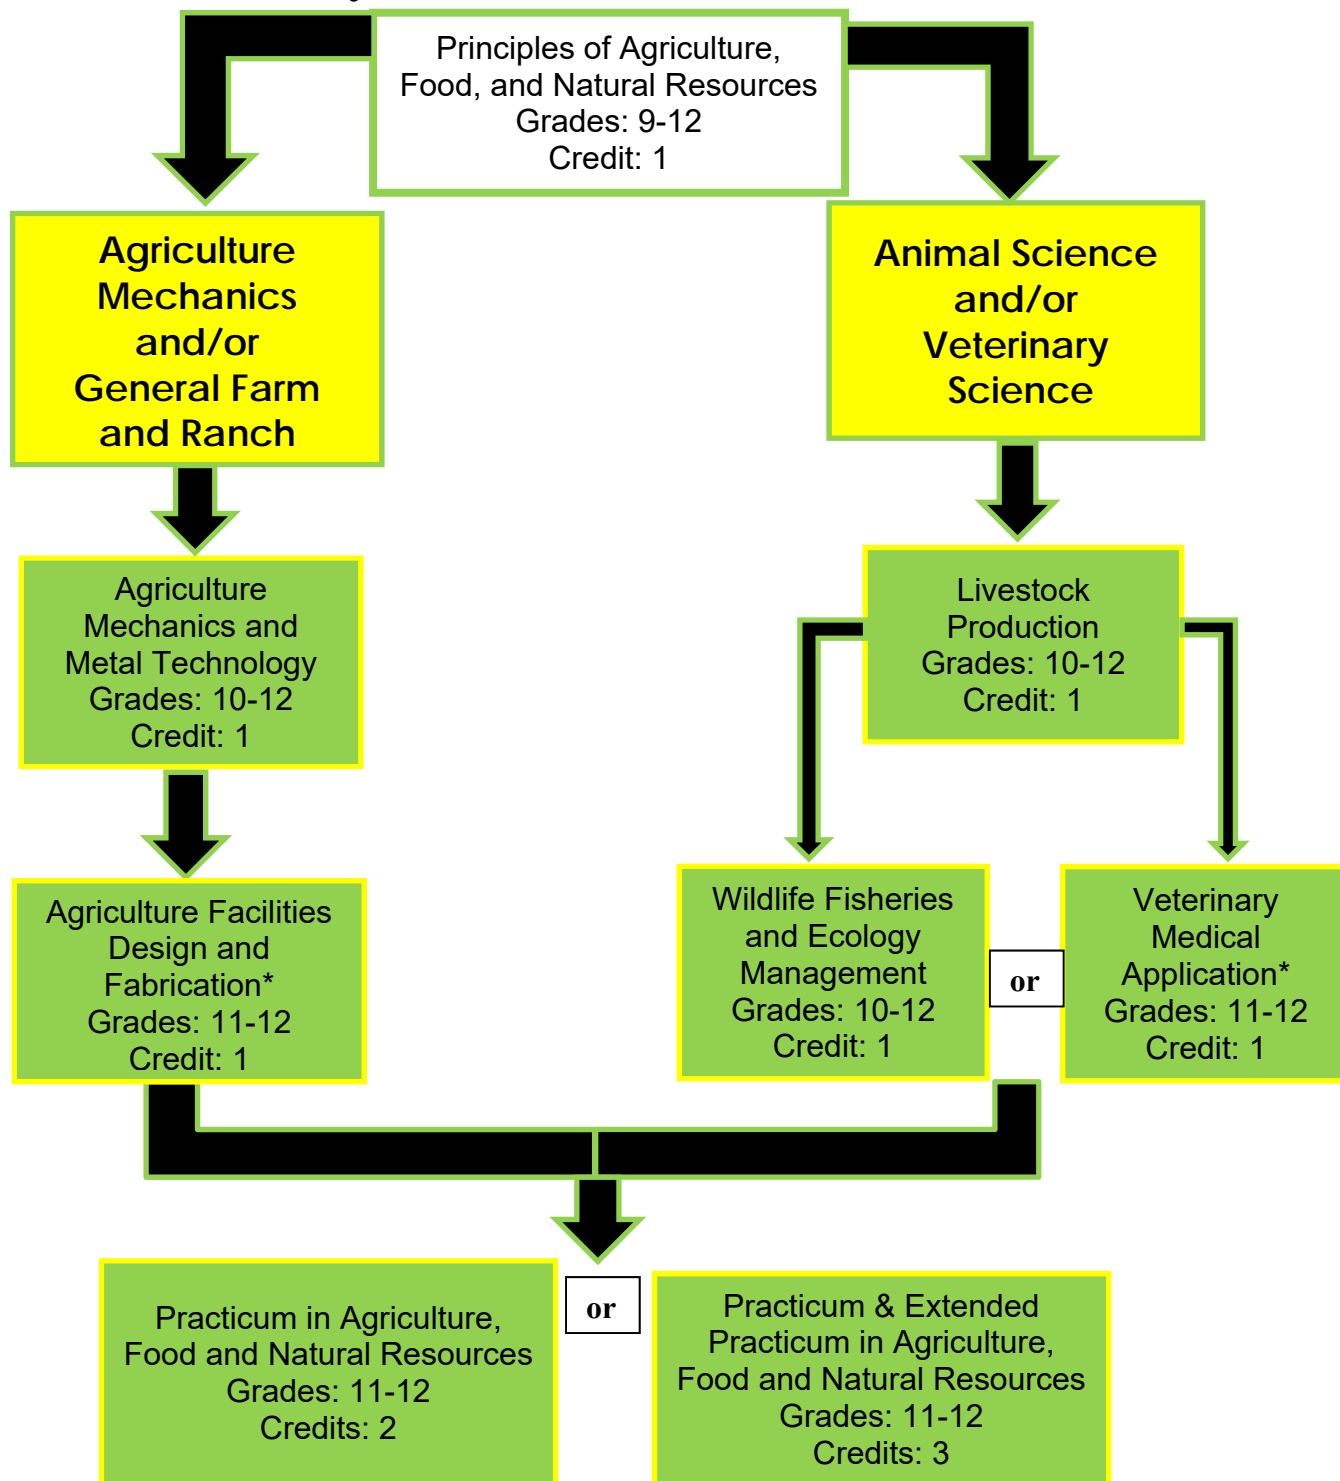 Principles of Agriculture,
Food, and Natural Resources
Grades: 9-12
Credit: 1
Agriculture
Mechanics
and/or
General Farm
and Ranch
Animal Science
and/or
Veterinary
Science
Agriculture
Mechanics and
Metal Technology
Grades: 10-12
Credit: 1
Livestock
Production
Grades: 10-12
Credit: 1
Agriculture Facilities
Design and
Fabrication*
Grades: 11-12
Credit: 1
Wildlife Fisheries
and Ecology
Management
Grades: 10-12
Credit: 1
or
Veterinary
Medical
Application*
Grades: 11-12
Credit: 1
Practicum in Agriculture,
Food and Natural Resources
Grades: 11-12
Credits: 2
or
Practicum & Extended
Practicum in Agriculture,
Food and Natural Resources
Grades: 11-12
Credits: 3